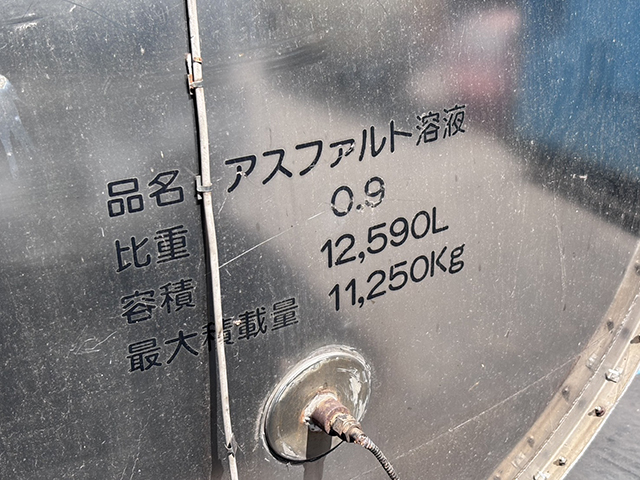 品名 アスファルト溶液
比重 0.9
容積 12,590L
最大積載量 11,250Kg